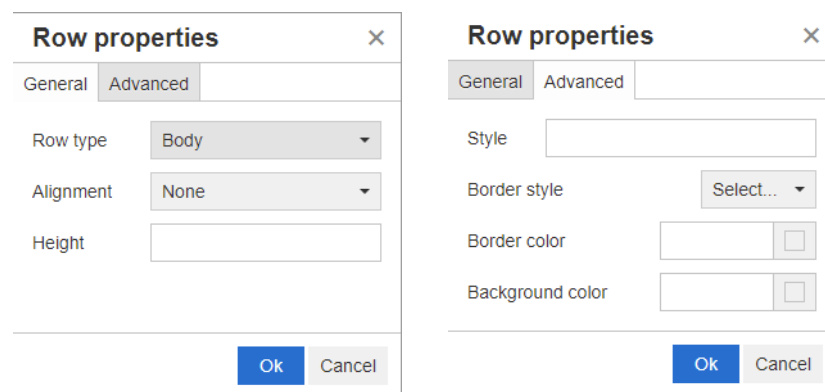 Row properties ×
General Advanced
Row type Body
Alignment None
Height
Ok Cancel
Row properties ×
General Advanced
Style
Border style Select...
Border color
Background color
Ok Cancel